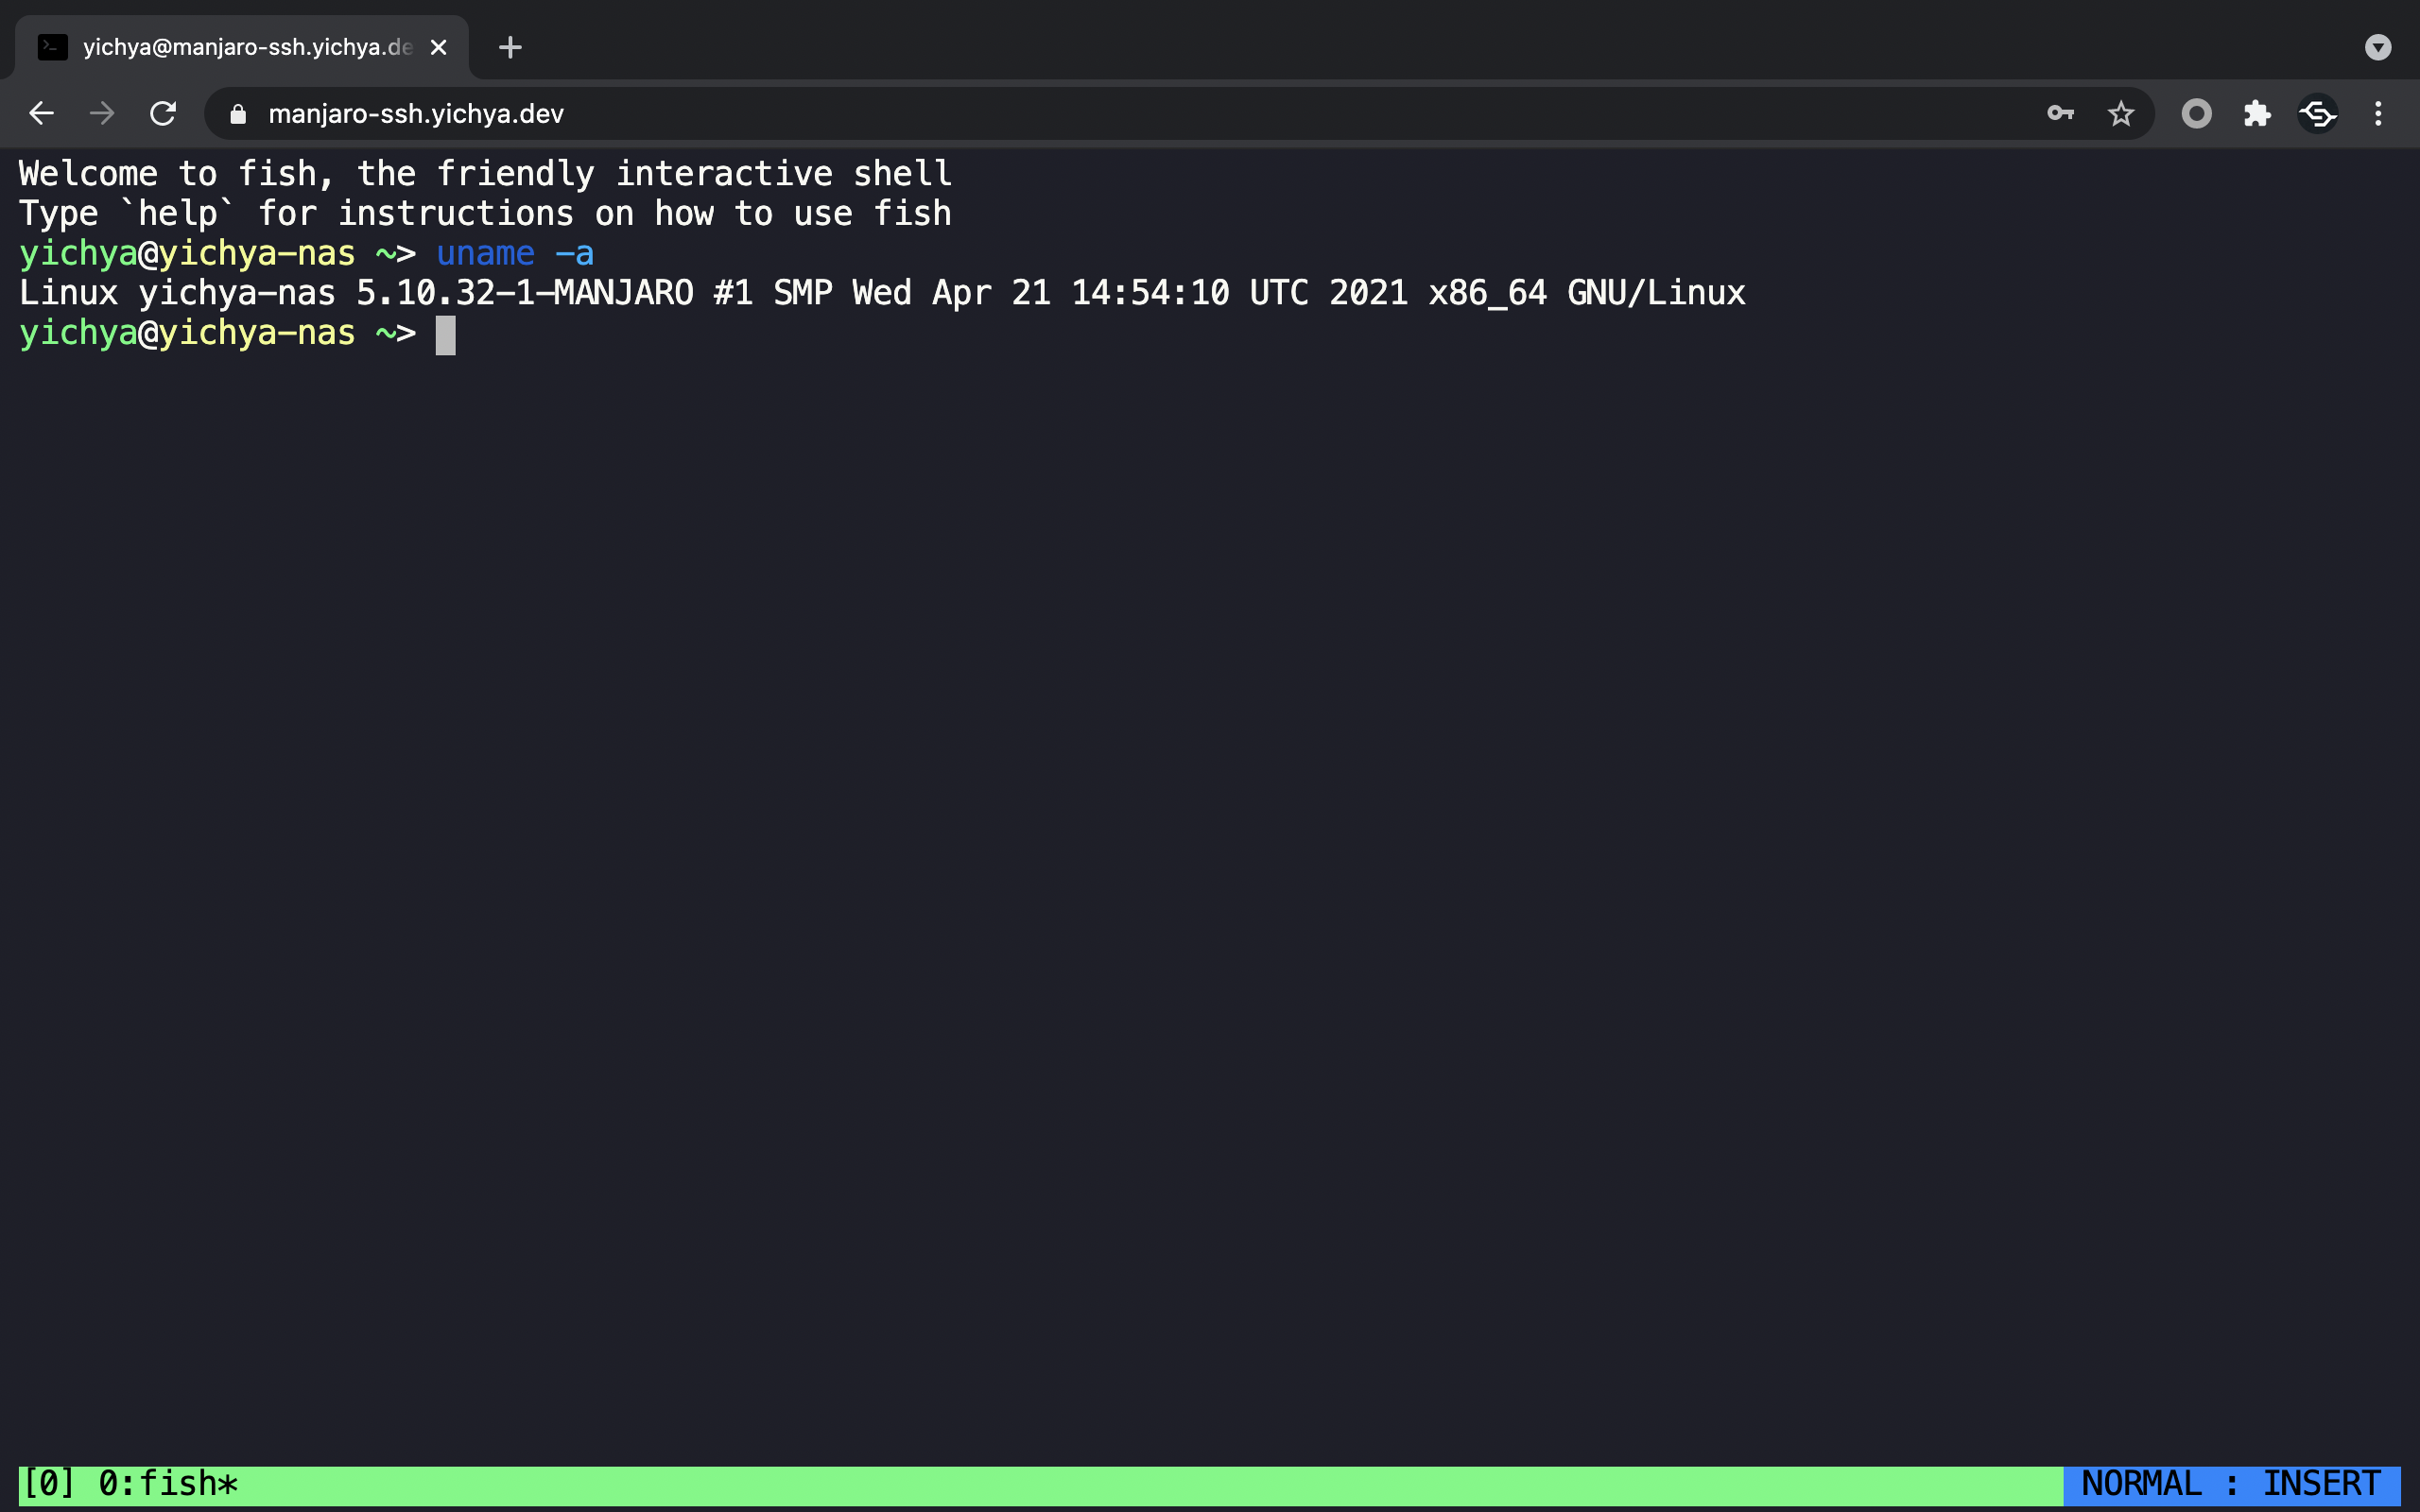 yichya@manjaro-ssh.yichya.de
manjaro-ssh.yichya.dev
Welcome to fish, the friendly interactive shell
Type `help` for instructions on how to use fish
yichya@yichya-nas ~> uname -a
Linux yichya-nas 5.10.32-1-MANJARO #1 SMP Wed Apr 21 14:54:10 UTC 2021 x86_64 GNU/Linux
yichya@yichya-nas ~>
[0] 0:fish* NORMAL : INSERT